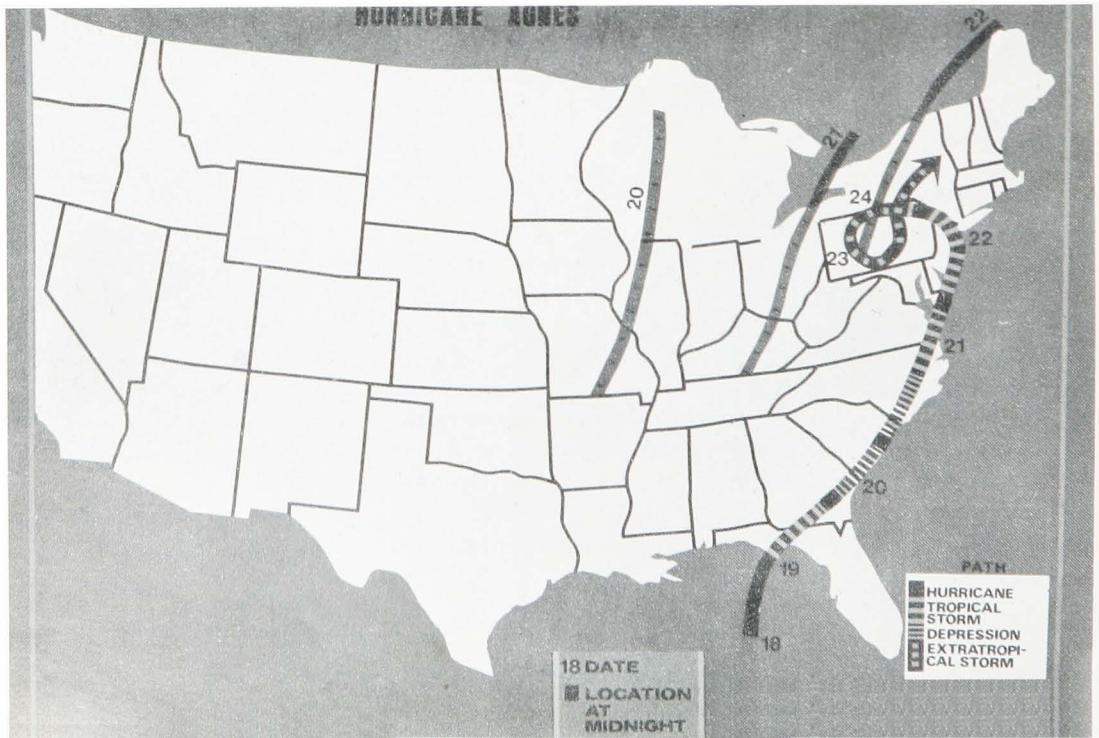 HURRICANE AGNES
22
21
20
24
23
22
21
20
19
18
PATH
HURRICANE
TROPICAL
STORM
DEPRESSION
EXTRATROPI-
CAL STORM
18 DATE
LOCATION
AT
MIDNIGHT